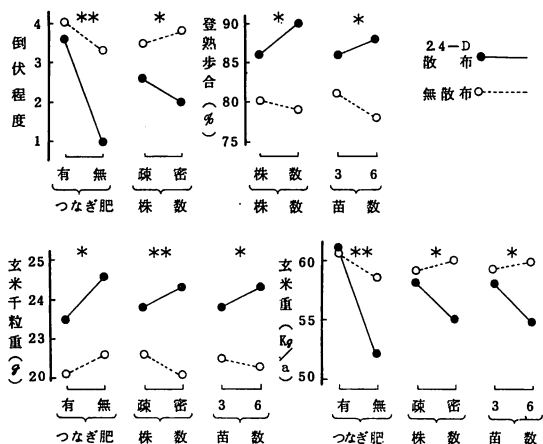 倒伏程度
4
3
2
1
** *
有 無 疎 密
つなぎ肥 株 数
登熟歩合(%)
90
85
80
75
* *
株 数 3 6
株 数 苗 数
2.4-D
散布
無散布
玄米千粒重(g)
25
24
23
22
20
* ** *
有 無 疎 密 3 6
つなぎ肥 株 数 苗 数
玄米重(Kg/a)
60
55
50
** * *
有 無 疎 密 3 6
つなぎ肥 株 数 苗 数